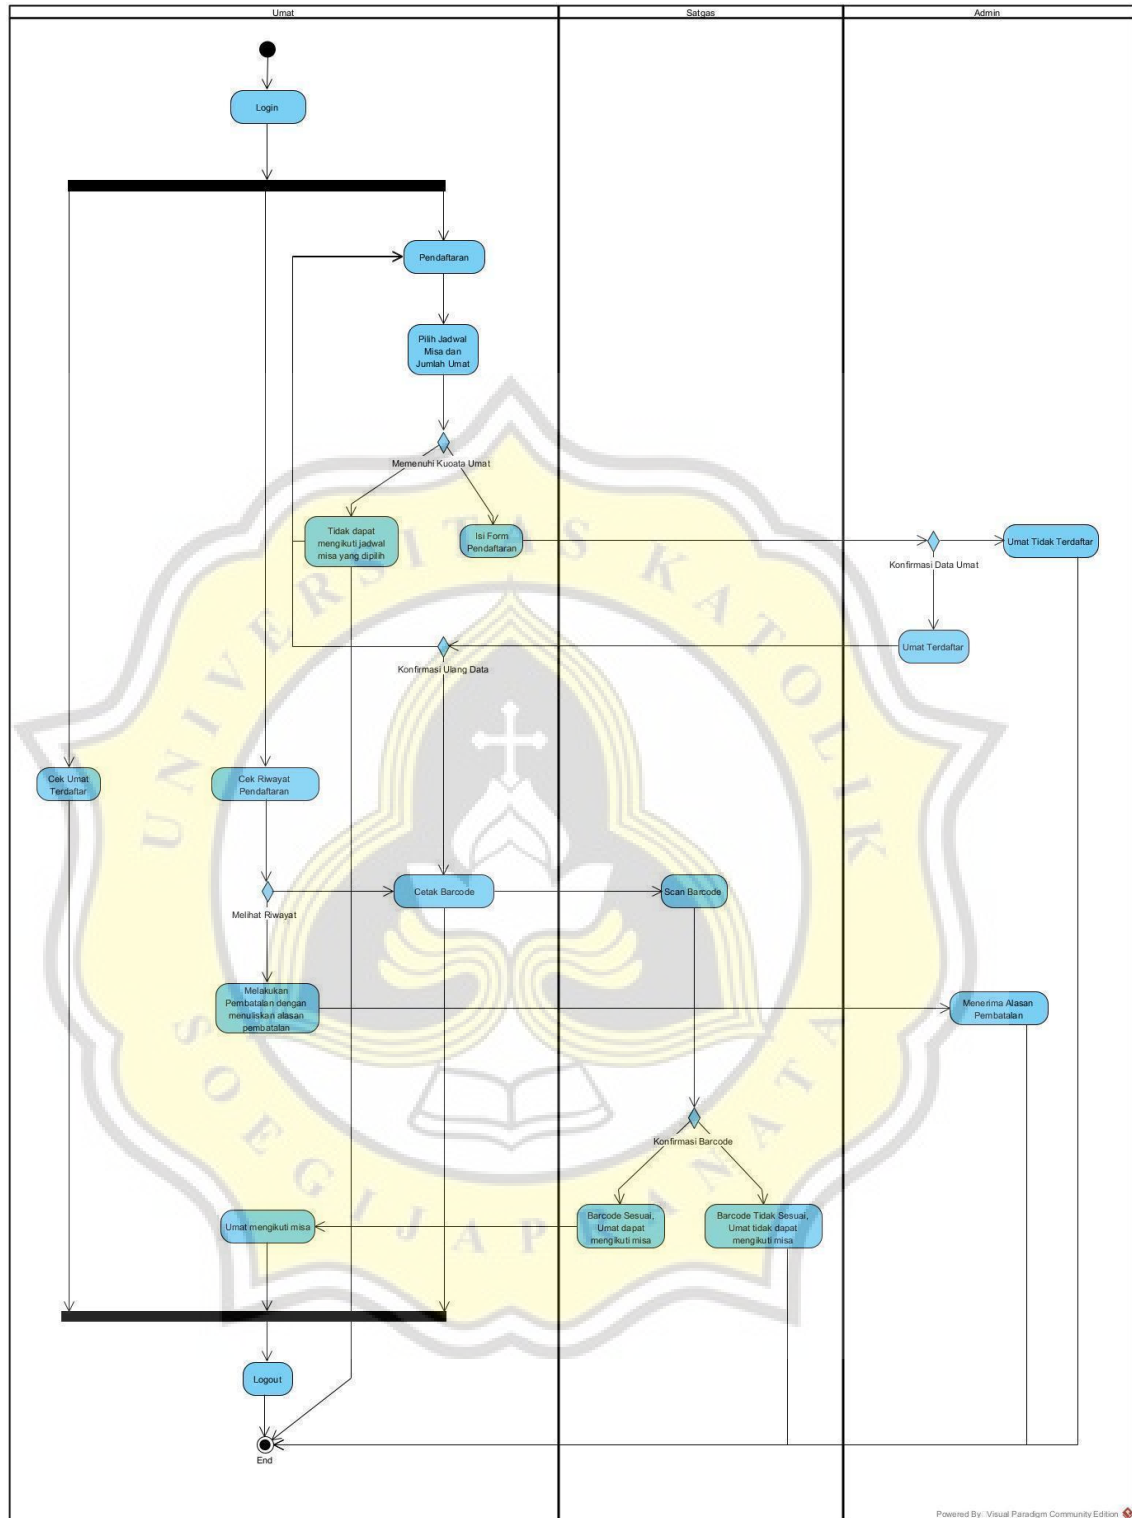 Umat
Satgas
Admin
Login
Pendaftaran
Pilih Jadwal
Misa dan
Jumlah Umat
Memenuhi Kuoata Umat
Tidak dapat
mengikuti jadwal
misa yang dipilih
Isi Form
Pendaftaran
Konfirmasi Data Umat
Umat Tidak Terdaftar
Umat Terdaftar
Konfirmasi Ulang Data
Cek Umat
Terdaftar
Cek Riwayat
Pendaftaran
Melihat Riwayat
Cetak Barcode
Scan Barcode
Melakukan
Pembatalan dengan
menuliskan alasan
pembatalan
Menerima Alasan
Pembatalan
Konfirmasi Barcode
Barcode Sesuai,
Umat dapat
mengikuti misa
Barcode Tidak Sesuai,
Umat tidak dapat
mengikuti misa
Umat mengikuti misa
Logout
End
UNIVERSITAS KATOLIK
SOEGIJAPRANATA
Powered By Visual Paradigm Community Edition